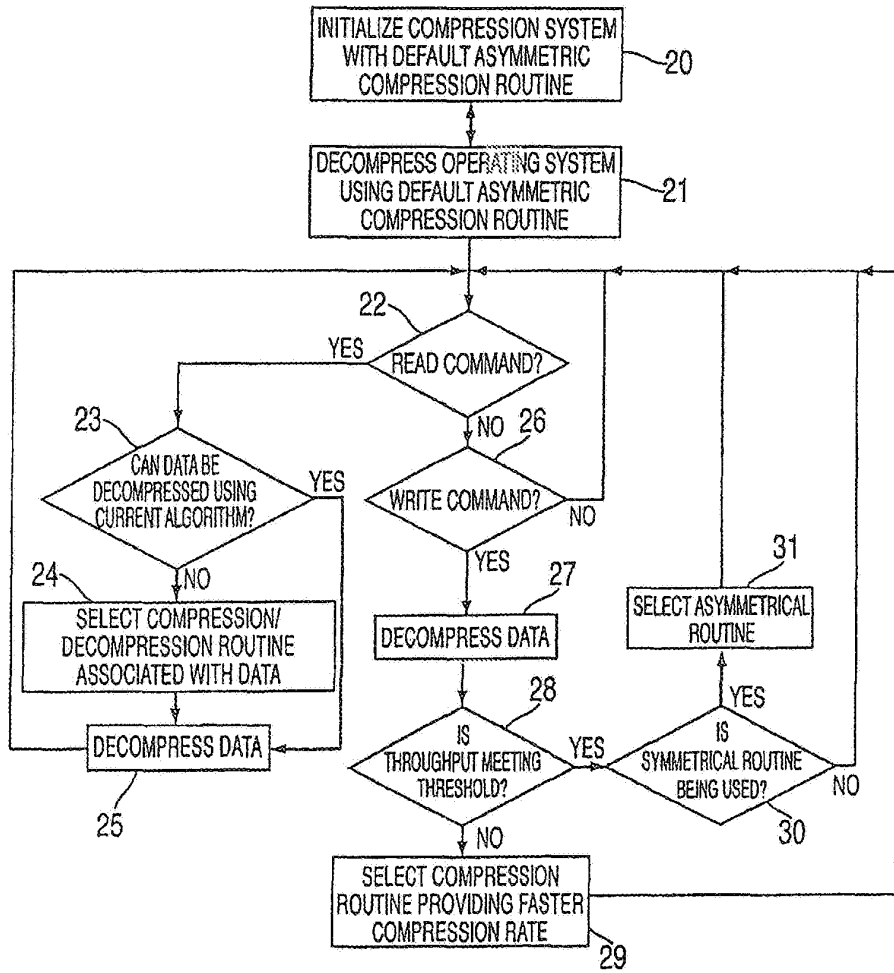 INITIALIZE COMPRESSION SYSTEM
WITH DEFAULT ASYMMETRIC
COMPRESSION ROUTINE
20
DECOMPRESS OPERATING SYSTEM
USING DEFAULT ASYMMETRIC
COMPRESSION ROUTINE
21
22
YES
READ COMMAND?
NO
23
CAN DATA BE
DECOMPRESSED USING
CURRENT ALGORITHM?
YES
NO
26
WRITE COMMAND?
NO
YES
24
SELECT COMPRESSION/
DECOMPRESSION ROUTINE
ASSOCIATED WITH DATA
27
DECOMPRESS DATA
31
SELECT ASYMMETRICAL
ROUTINE
YES
DECOMPRESS DATA
25
28
IS
THROUGHPUT MEETING
THRESHOLD?
YES
IS
SYMMETRICAL ROUTINE
BEING USED?
NO
30
NO
SELECT COMPRESSION
ROUTINE PROVIDING FASTER
COMPRESSION RATE
29